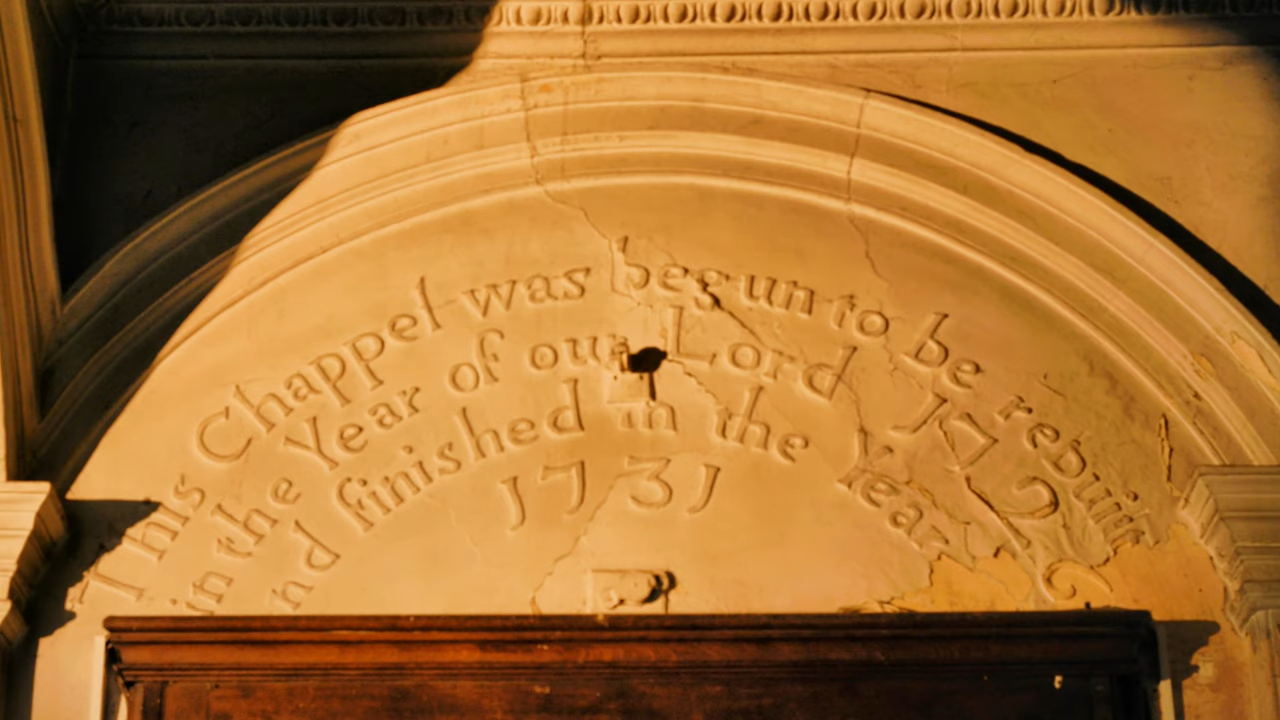 This Chappel was begun to be rebuilt
in the Year of our Lord 172
nd finished in the Year
1731